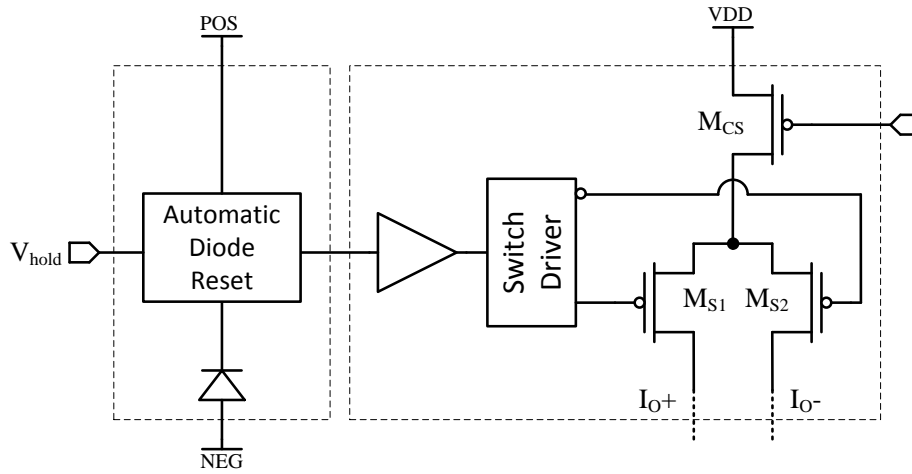 POS
VDD
M_CS
Automatic
Diode
Reset
V_hold
Switch
Driver
M_S1
M_S2
I_O+
I_O-
NEG